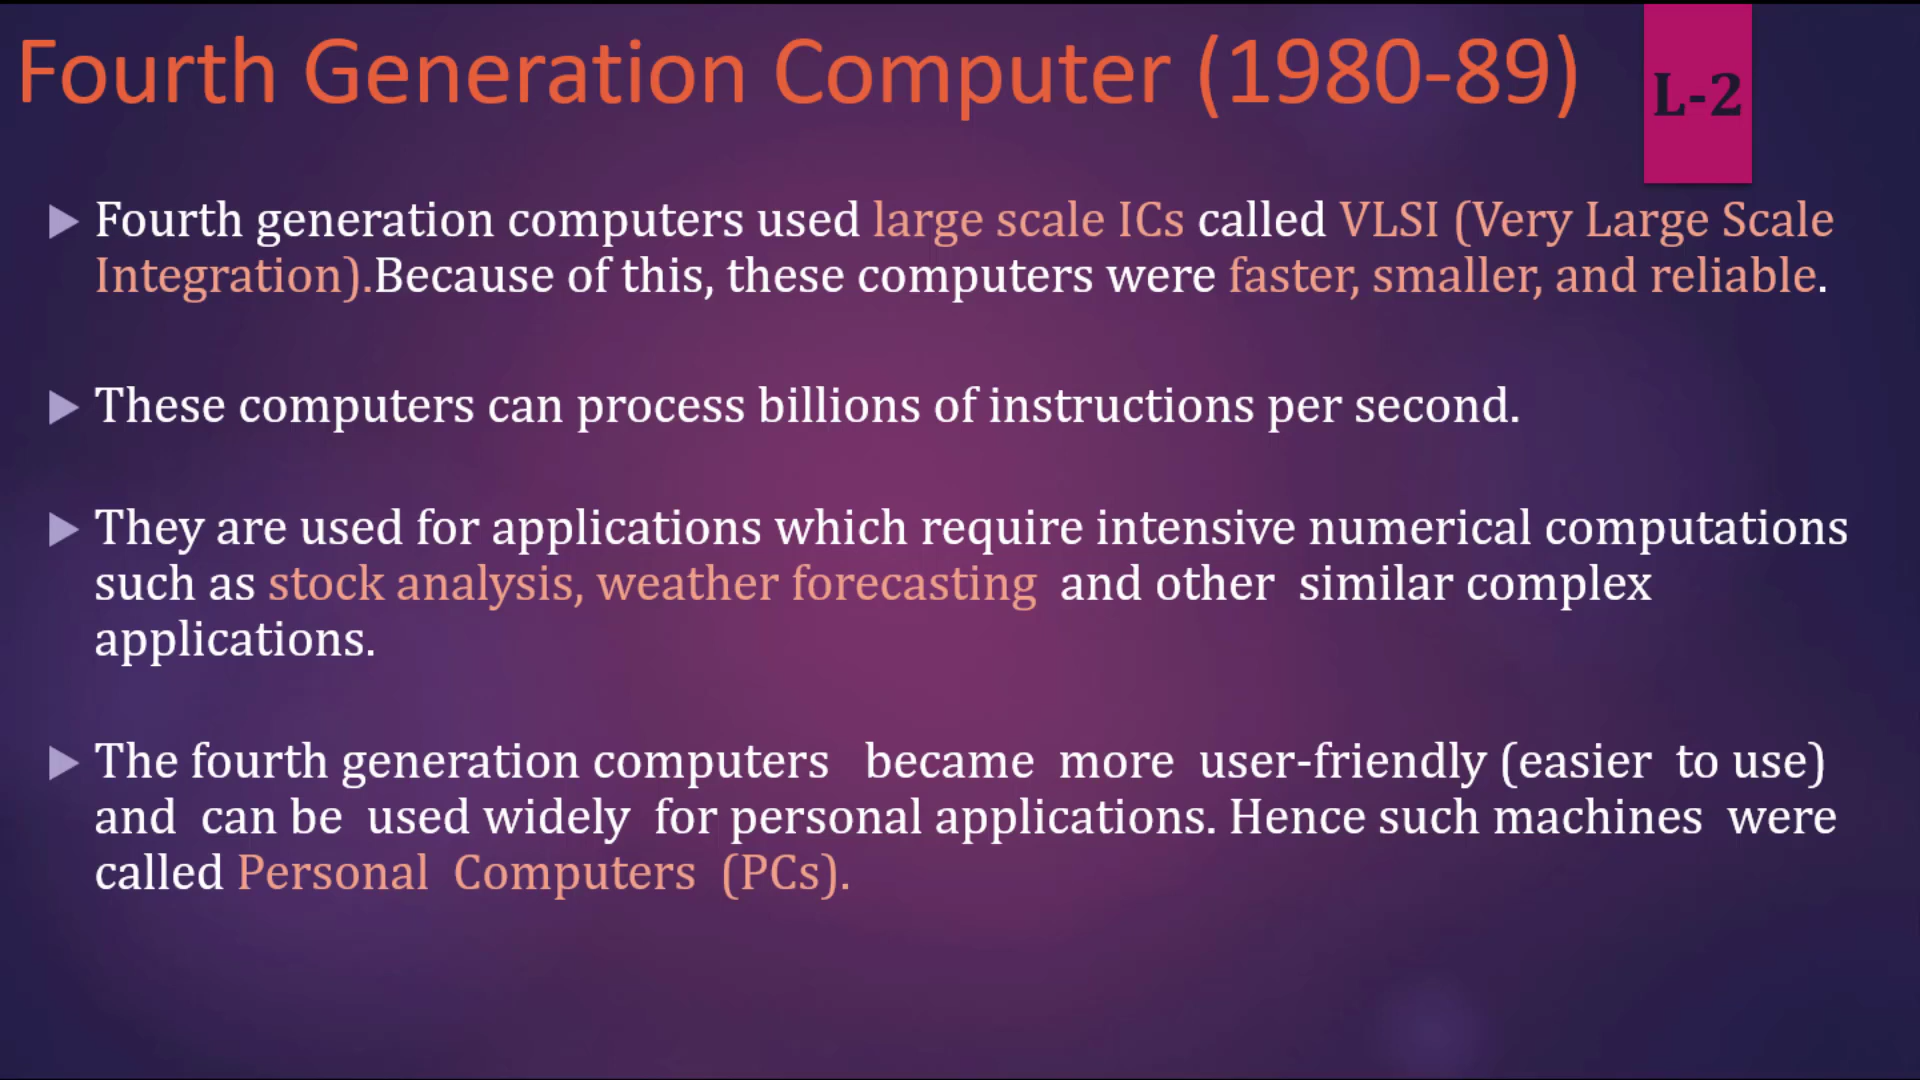 Fourth Generation Computer (1980-89)
L-2
Fourth generation computers used large scale ICs called VLSI (Very Large Scale
Integration).Because of this, these computers were faster, smaller, and reliable.
These computers can process billions of instructions per second.
They are used for applications which require intensive numerical computations
such as stock analysis, weather forecasting and other similar complex
applications.
The fourth generation computers became more user-friendly (easier to use)
and can be used widely for personal applications. Hence such machines were
called Personal Computers (PCs).